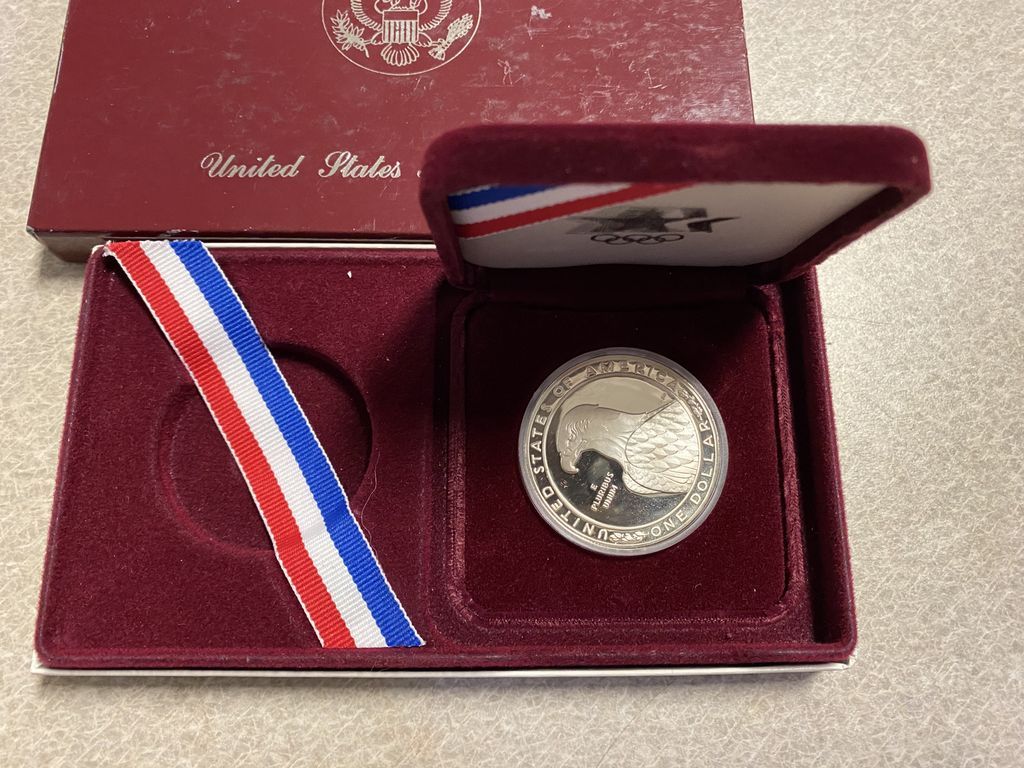 United States
UNITED STATES OF AMERICA
E
PLURIBUS
UNUM
ONE DOLLAR